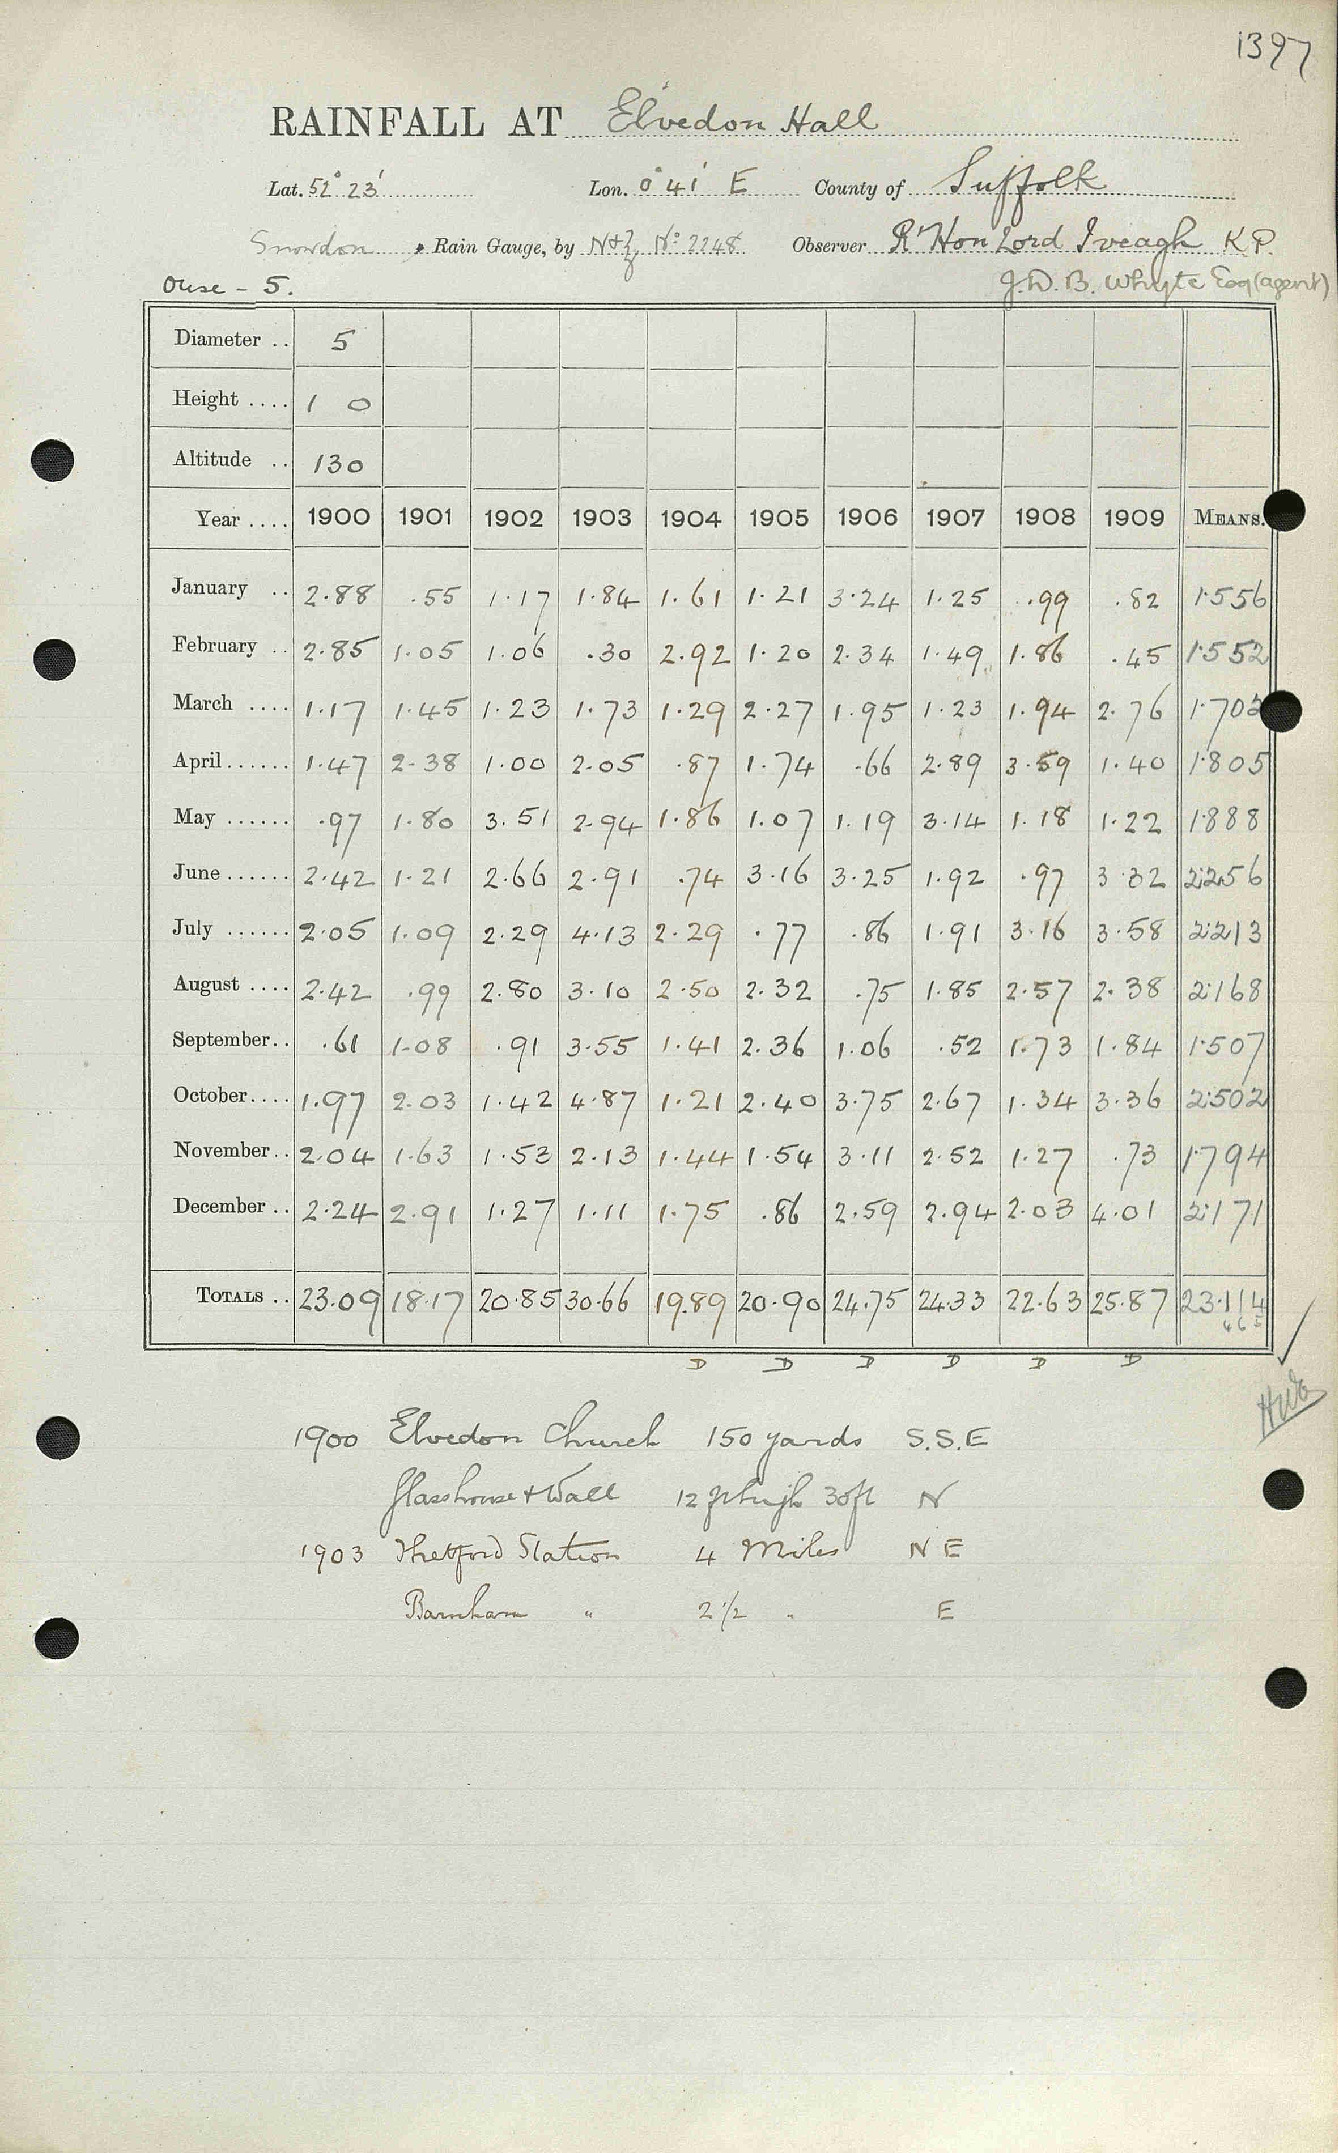 1397
RAINFALL AT Elvedon Hall
Lat. 52° 23' Lon. 0° 41' E County of Suffolk
Snowdon Rain Gauge, by N & Z, No. 2248 Observer Rt Hon Lord Iveagh K.P.
Ouse - 5. J.D.B. Whyte Esq (agent)
Diameter .. 5
Height .... 1 0
Altitude .. 130
Year .... 1900 1901 1902 1903 1904 1905 1906 1907 1908 1909 MEANS.
January .. 2.88 .55 1.17 1.84 1.61 1.21 3.24 1.25 .99 .82 1.556
February .. 2.85 1.05 1.06 .30 2.92 1.20 2.34 1.49 1.86 .45 1.552
March .... 1.17 1.45 1.23 1.73 1.29 2.27 1.95 1.23 1.94 2.76 1.702
April...... 1.47 2.38 1.00 2.05 .87 1.74 .66 2.89 3.59 1.40 1.805
May ...... .97 1.80 3.51 2.94 1.86 1.07 1.19 3.14 1.18 1.22 1.888
June...... 2.42 1.21 2.66 2.91 .74 3.16 3.25 1.92 .97 3.32 2.256
July ...... 2.05 1.09 2.29 4.13 2.29 .77 .86 1.91 3.16 3.58 2.213
August .... 2.42 .99 2.80 3.10 2.50 2.32 .75 1.85 2.57 2.38 2.168
September.. .61 1.08 .91 3.55 1.41 2.36 1.06 .52 1.73 1.84 1.507
October.... 1.97 2.03 1.42 4.87 1.21 2.40 3.75 2.67 1.34 3.36 2.502
November.. 2.04 1.63 1.53 2.13 1.44 1.54 3.11 2.52 1.27 .73 1.794
December .. 2.24 2.91 1.27 1.11 1.75 .86 2.59 2.94 2.03 4.01 2.171
TOTALS .. 23.09 18.17 20.85 30.66 19.89 20.90 24.75 24.33 22.63 25.87 23.114
D D D D D D
1900 Elvedon Church 150 yards S.S.E
Glasshouse & Wall 12 ft high 30ft N
1903 Thetford Station 4 Miles N E
Barnham " 2 1/2 " E